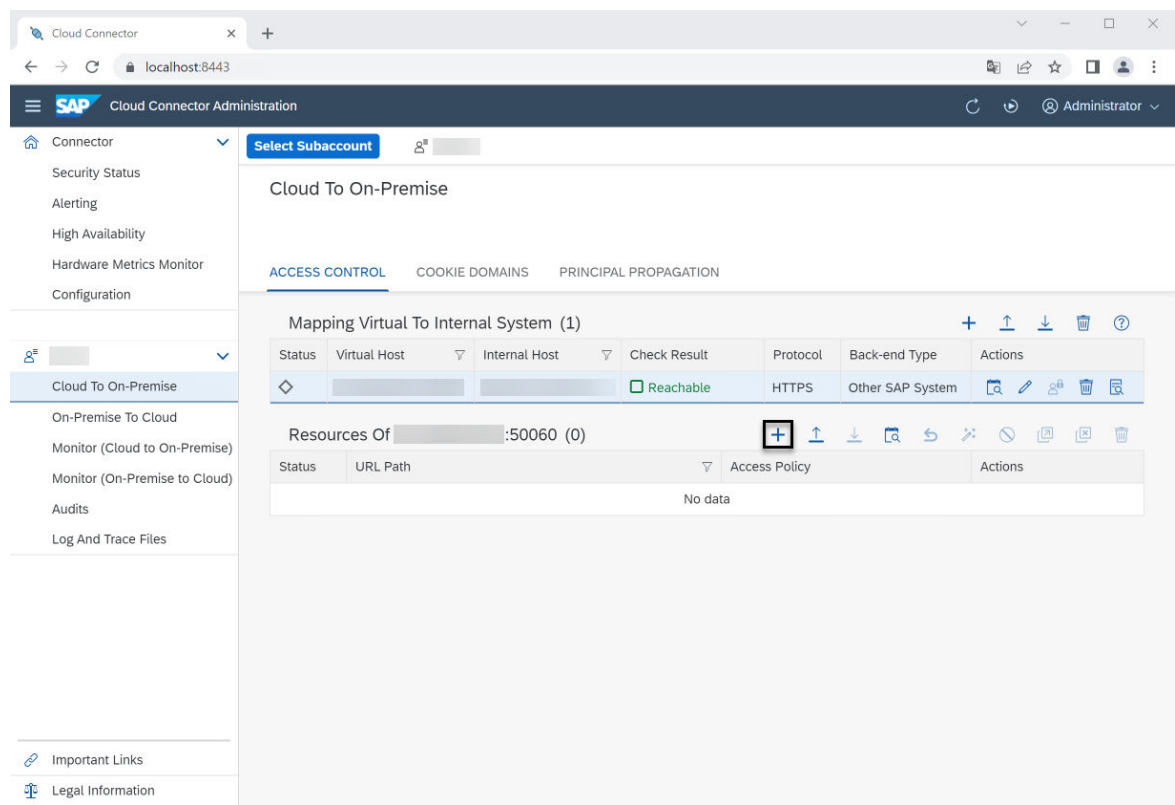 Cloud Connector
localhost:8443
SAP Cloud Connector Administration Administrator
Connector
Security Status
Alerting
High Availability
Hardware Metrics Monitor
Configuration
Cloud To On-Premise
On-Premise To Cloud
Monitor (Cloud to On-Premise)
Monitor (On-Premise to Cloud)
Audits
Log And Trace Files
Important Links
Legal Information
Select Subaccount
Cloud To On-Premise
ACCESS CONTROL COOKIE DOMAINS PRINCIPAL PROPAGATION
Mapping Virtual To Internal System (1)
Status Virtual Host Internal Host Check Result Protocol Back-end Type Actions
Reachable HTTPS Other SAP System
Resources Of :50060 (0)
Status URL Path Access Policy Actions
No data